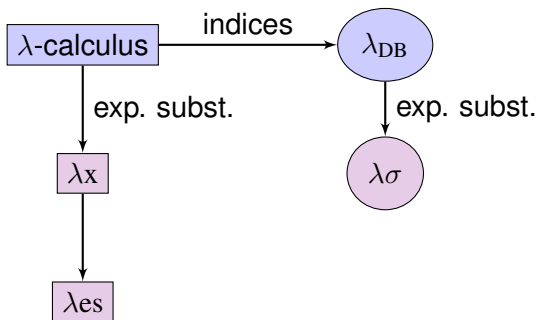 λ-calculus
indices
λDB
exp. subst.
exp. subst.
λx
λσ
λes